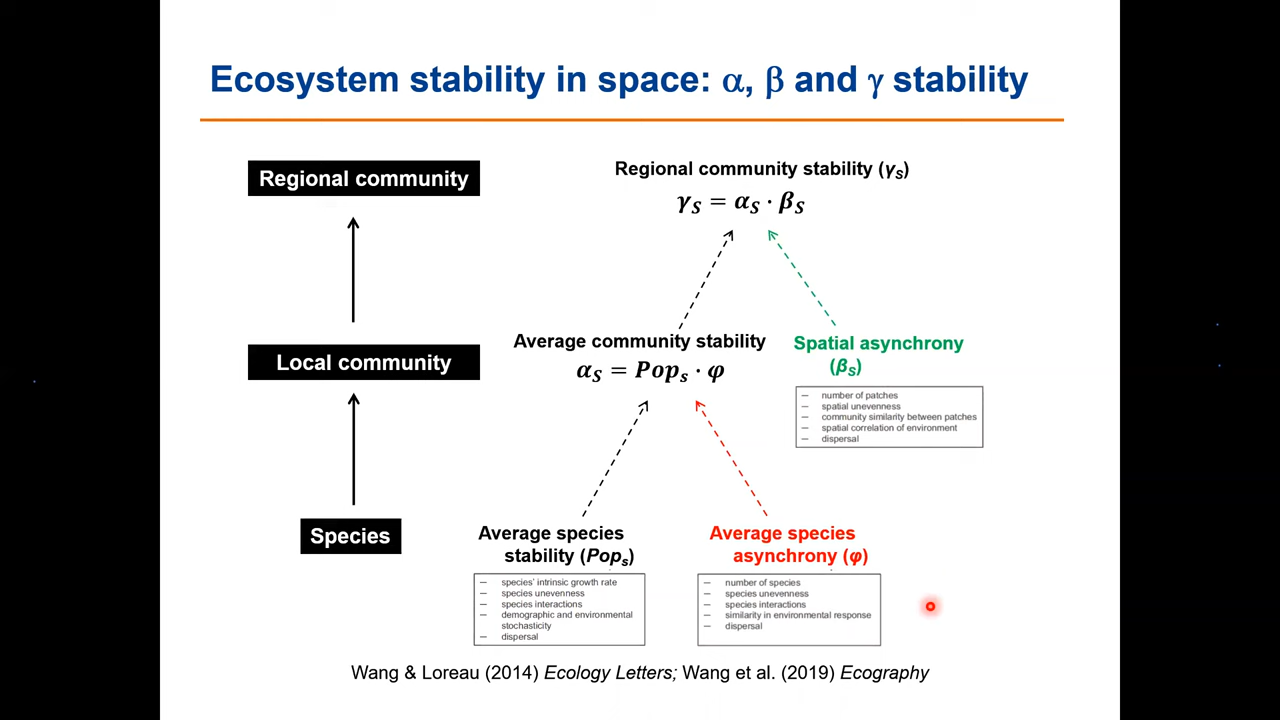 Ecosystem stability in space: α, β and γ stability
Regional community
Regional community stability (γS)
γS = αS · βS
Local community
Average community stability
αS = Pops · φ
Spatial asynchrony
(βS)
– number of patches
– spatial unevenness
– community similarity between patches
– spatial correlation of environment
– dispersal
Species
Average species
stability (Pops)
– species' intrinsic growth rate
– species unevenness
– species interactions
– demographic and environmental
stochasticity
– dispersal
Average species
asynchrony (φ)
– number of species
– species unevenness
– species interactions
– similarity in environmental response
– dispersal
Wang & Loreau (2014) Ecology Letters; Wang et al. (2019) Ecography